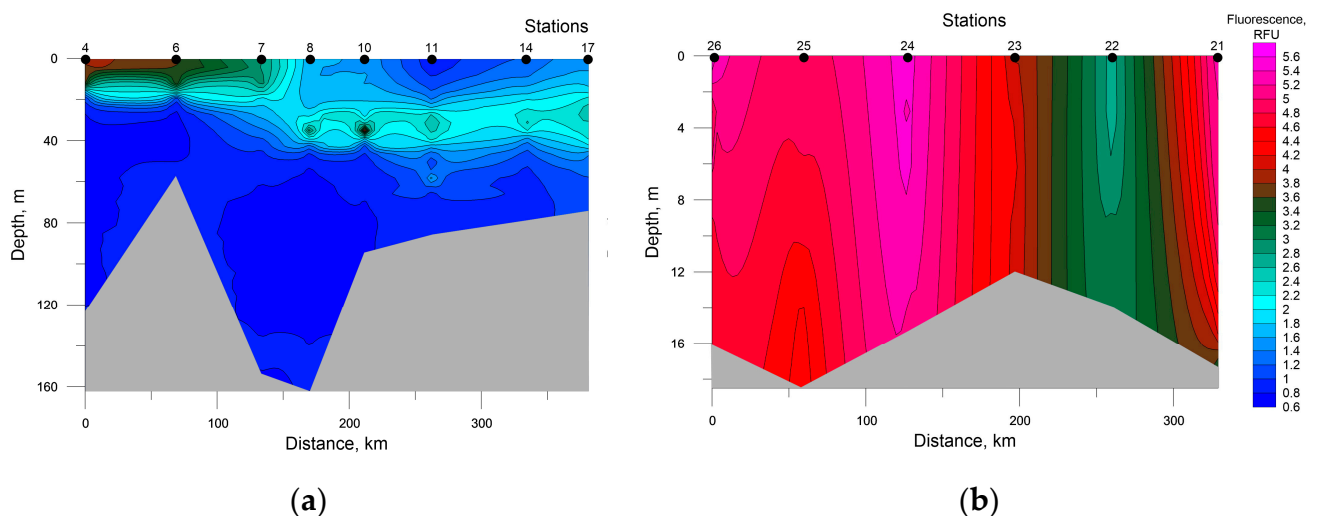 Stations
4 6 7 8 10 11 14 17
0
40
80
120
160
Depth, m
0 100 200 300
Distance, km
(a)
Stations
26 25 24 23 22 21
0
4
8
12
16
Depth, m
0 100 200 300
Distance, km
(b)
Fluorescence,
RFU
5.6
5.4
5.2
5
4.8
4.6
4.4
4.2
4
3.8
3.6
3.4
3.2
3
2.8
2.6
2.4
2.2
2
1.8
1.6
1.4
1.2
1
0.8
0.6